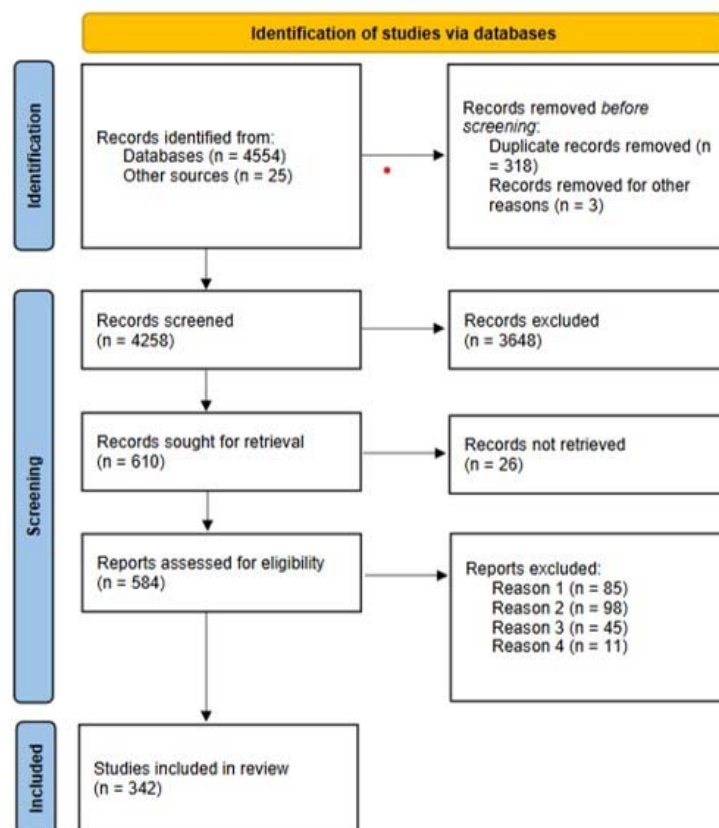 Identification of studies via databases
Identification
Records identified from:
Databases (n = 4554)
Other sources (n = 25)
Records removed before
screening:
Duplicate records removed (n
= 318)
Records removed for other
reasons (n = 3)
Screening
Records screened
(n = 4258)
Records excluded
(n = 3648)
Records sought for retrieval
(n = 610)
Records not retrieved
(n = 26)
Reports assessed for eligibility
(n = 584)
Reports excluded:
Reason 1 (n = 85)
Reason 2 (n = 98)
Reason 3 (n = 45)
Reason 4 (n = 11)
Included
Studies included in review
(n = 342)